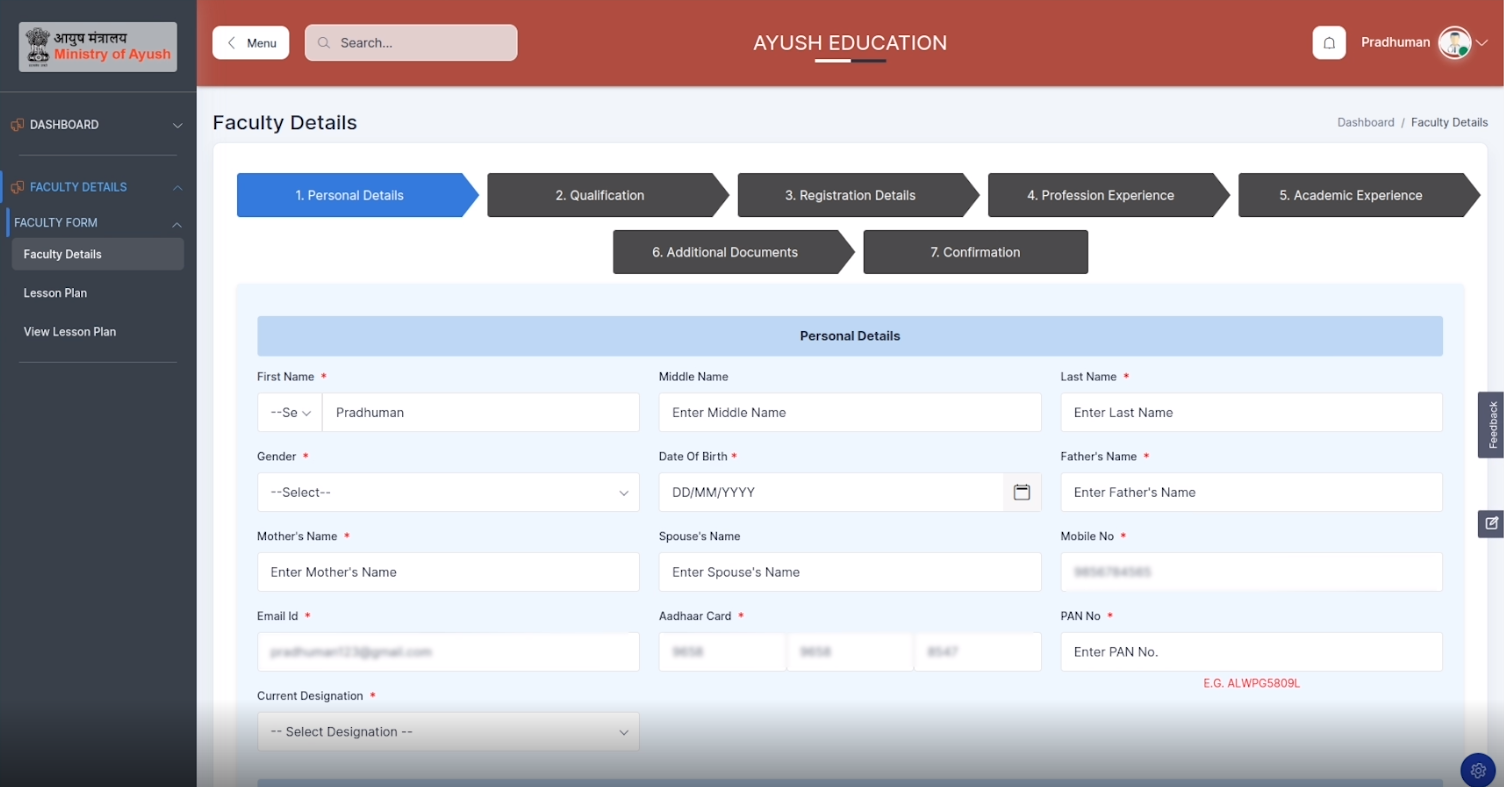 आयुष मंत्रालय
Ministry of Ayush
Menu
Search...
AYUSH EDUCATION
Pradhuman
DASHBOARD
FACULTY DETAILS
FACULTY FORM
Faculty Details
Lesson Plan
View Lesson Plan
Faculty Details
Dashboard / Faculty Details
1. Personal Details
2. Qualification
3. Registration Details
4. Profession Experience
5. Academic Experience
6. Additional Documents
7. Confirmation
Personal Details
First Name *
Middle Name
Last Name *
--Se
Pradhuman
Enter Middle Name
Enter Last Name
Gender *
Date Of Birth *
Father's Name *
--Select--
DD/MM/YYYY
Enter Father's Name
Mother's Name *
Spouse's Name
Mobile No *
Enter Mother's Name
Enter Spouse's Name
Email Id *
Aadhaar Card *
PAN No *
Enter PAN No.
E.G. ALWPG5809L
Current Designation *
-- Select Designation --
Feedback